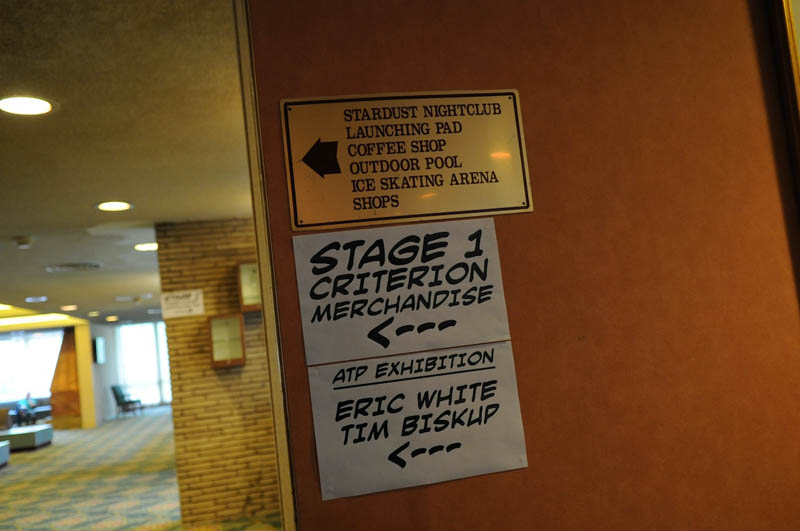 STARDUST NIGHTCLUB
LAUNCHING PAD
COFFEE SHOP
OUTDOOR POOL
ICE SKATING ARENA
SHOPS
STAGE 1
CRITERION
MERCHANDISE
ATP EXHIBITION
ERIC WHITE
TIM BISKUP